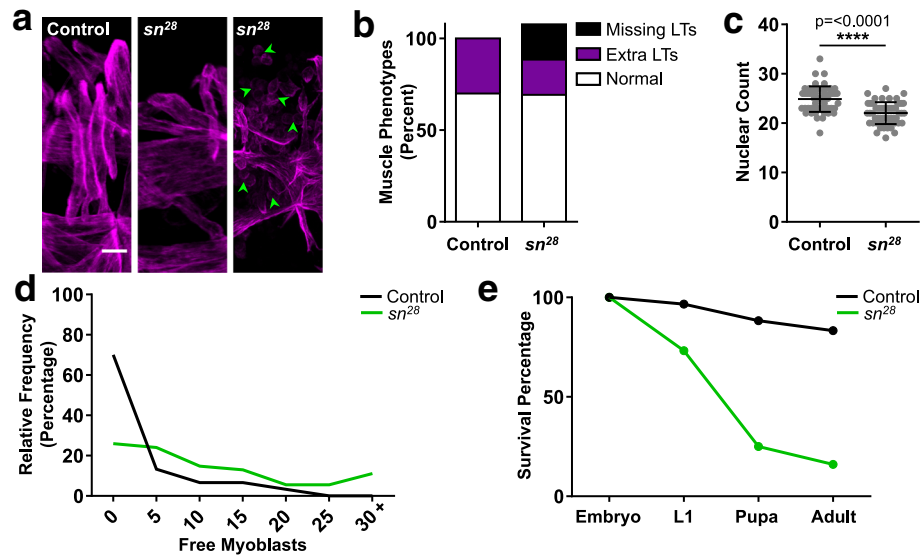 a
Control
sn²⁸
sn²⁸
b
Muscle Phenotypes
(Percent)
100
50
0
Control
sn²⁸
Missing LTs
Extra LTs
Normal
c
p=<0.0001
****
Nuclear Count
40
30
20
10
0
Control
sn²⁸
d
Control
sn²⁸
Relative Frequency
(Percentage)
100
80
60
40
20
0
0
5
10
15
20
25
30+
Free Myoblasts
e
Control
sn²⁸
Survival Percentage
100
50
0
Embryo
L1
Pupa
Adult